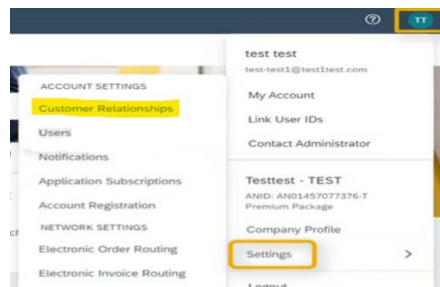 TT
test test
test-test1@test1test.com
My Account
Link User IDs
Contact Administrator
Testtest - TEST
ANID: AN01457077376-T
Premium Package
Company Profile
Settings >
Logout
ACCOUNT SETTINGS
Customer Relationships
Users
Notifications
Application Subscriptions
Account Registration
NETWORK SETTINGS
Electronic Order Routing
Electronic Invoice Routing